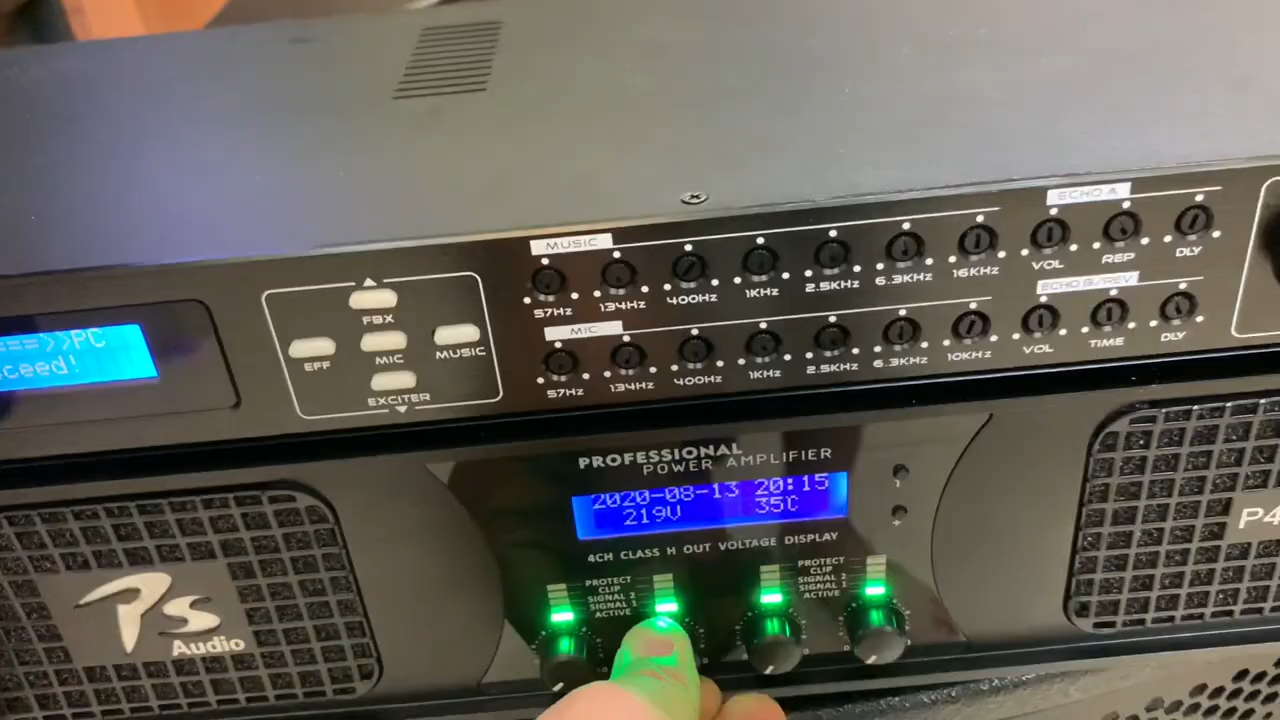 ===>>PC
ceed!
FBX
EFF
MIC
MUSIC
EXCITER
MUSIC
57Hz 134Hz 400Hz 1KHz 2.5KHz 6.3KHz 16KHz
ECHO A
VOL REP DLY
MIC
57Hz 134Hz 400Hz 1KHz 2.5KHz 6.3KHz 10KHz
ECHO B/REV
VOL TIME DLY
PROFESSIONAL
POWER AMPLIFIER
2020-08-13 20:15
219V 35C
4CH CLASS H OUT VOLTAGE DISPLAY
PROTECT
CLIP
SIGNAL 2
SIGNAL 1
ACTIVE
PROTECT
CLIP
SIGNAL 2
SIGNAL 1
ACTIVE
Ps
Audio
P4